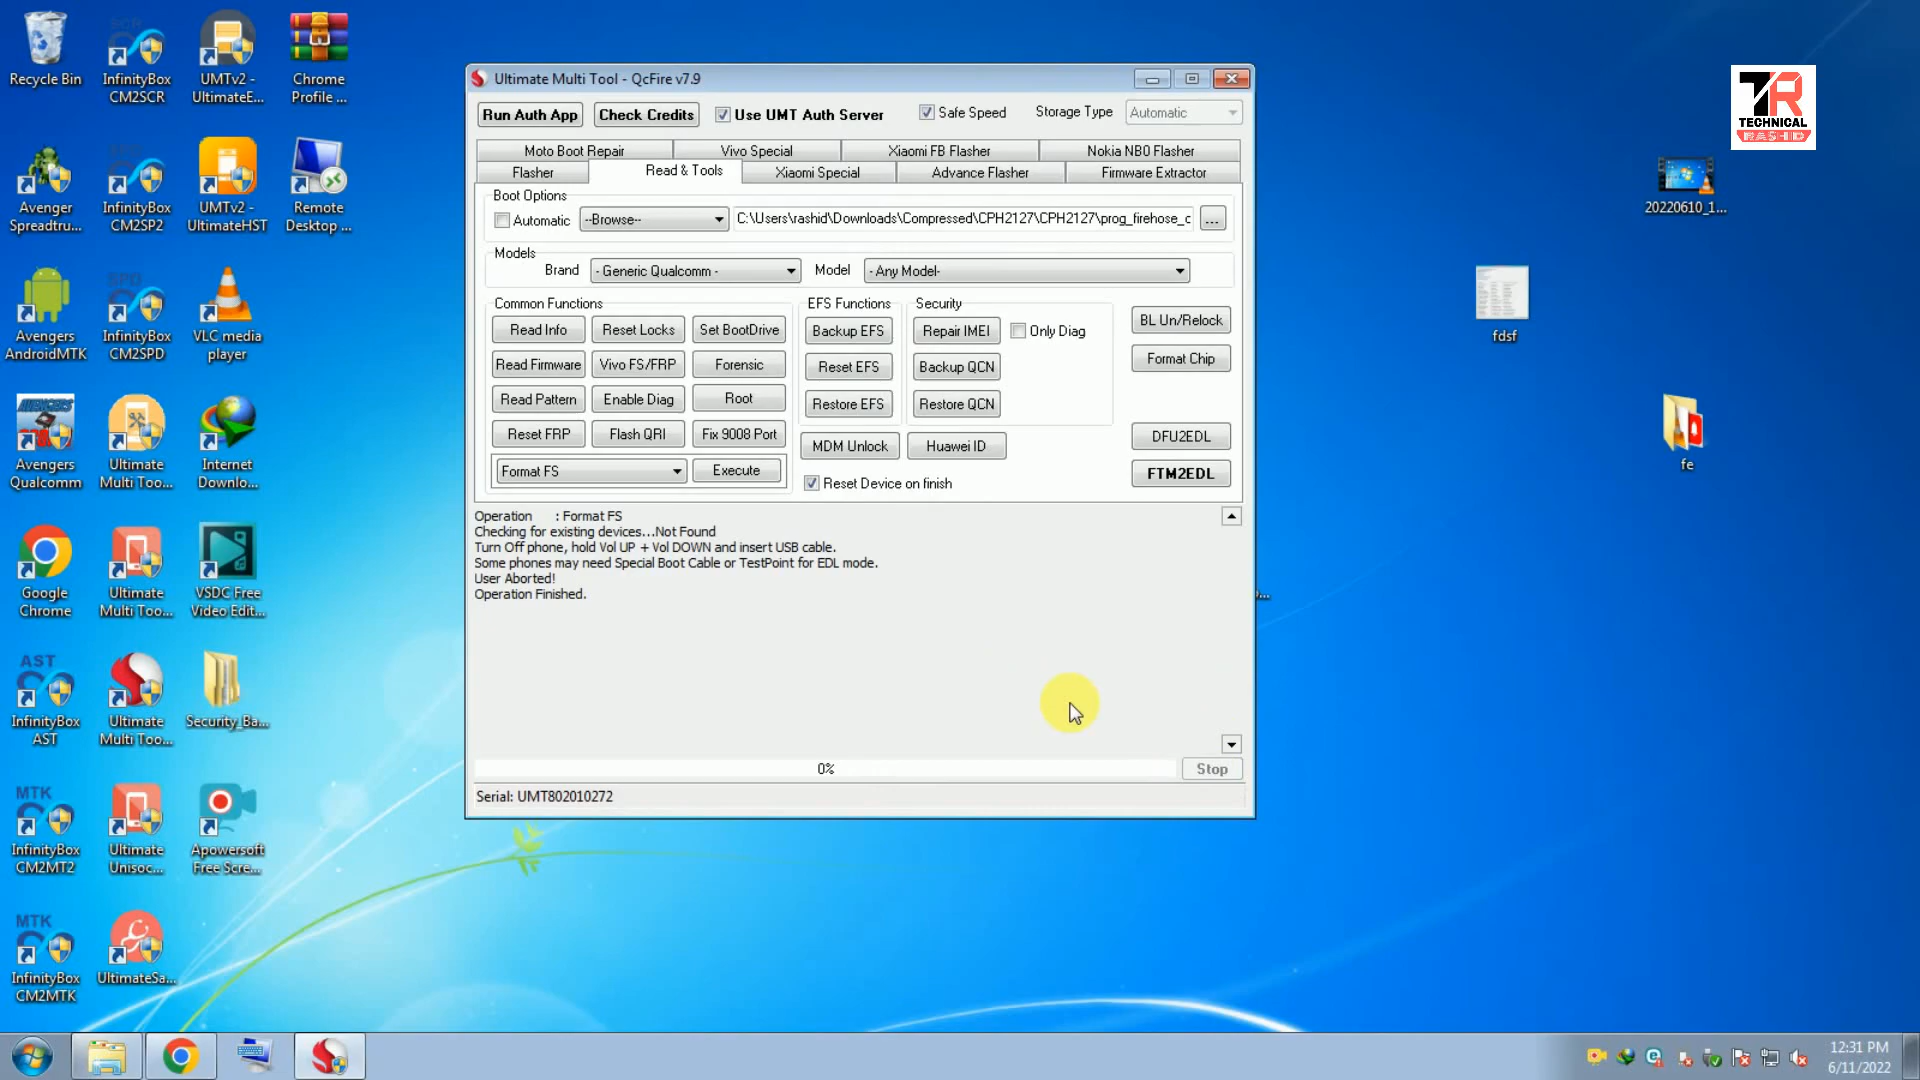 Recycle Bin
InfinityBox
CM2SCR
UMTv2 -
UltimateE...
Chrome
Profile ...
Avenger
Spreadtru...
InfinityBox
CM2SP2
UMTv2 -
UltimateHST
Remote
Desktop ...
Avengers
AndroidMTK
InfinityBox
CM2SPD
VLC media
player
Avengers
Qualcomm
Ultimate
Multi Too...
Internet
Downlo...
Google
Chrome
Ultimate
Multi Too...
VSDC Free
Video Edit...
AST
InfinityBox
AST
Ultimate
Multi Too...
Security_Ba...
MTK
InfinityBox
CM2MT2
Ultimate
Unisoc...
Apowersoft
Free Scre...
MTK
InfinityBox
CM2MTK
UltimateSa...
Ultimate Multi Tool - QcFire v7.9
Run Auth App
Check Credits
Use UMT Auth Server
Safe Speed
Storage Type
Automatic
Moto Boot Repair
Vivo Special
Xiaomi FB Flasher
Nokia NB0 Flasher
Flasher
Read & Tools
Xiaomi Special
Advance Flasher
Firmware Extractor
Boot Options
Automatic
--Browse--
C:\Users\rashid\Downloads\Compressed\CPH2127\CPH2127\prog_firehose_c
...
Models
Brand
- Generic Qualcomm -
Model
- Any Model-
Common Functions
EFS Functions
Security
Read Info
Reset Locks
Set BootDrive
Backup EFS
Repair IMEI
Only Diag
BL Un/Relock
Read Firmware
Vivo FS/FRP
Forensic
Reset EFS
Backup QCN
Format Chip
Read Pattern
Enable Diag
Root
Restore EFS
Restore QCN
Reset FRP
Flash QRI
Fix 9008 Port
MDM Unlock
Huawei ID
DFU2EDL
Format FS
Execute
Reset Device on finish
FTM2EDL
Operation : Format FS
Checking for existing devices...Not Found
Turn Off phone, hold Vol UP + Vol DOWN and insert USB cable.
Some phones may need Special Boot Cable or TestPoint for EDL mode.
User Aborted!
Operation Finished.
0%
Stop
Serial: UMT802010272
TR
TECHNICAL
RASHID
20220610_1...
fdsf
fe
12:31 PM
6/11/2022